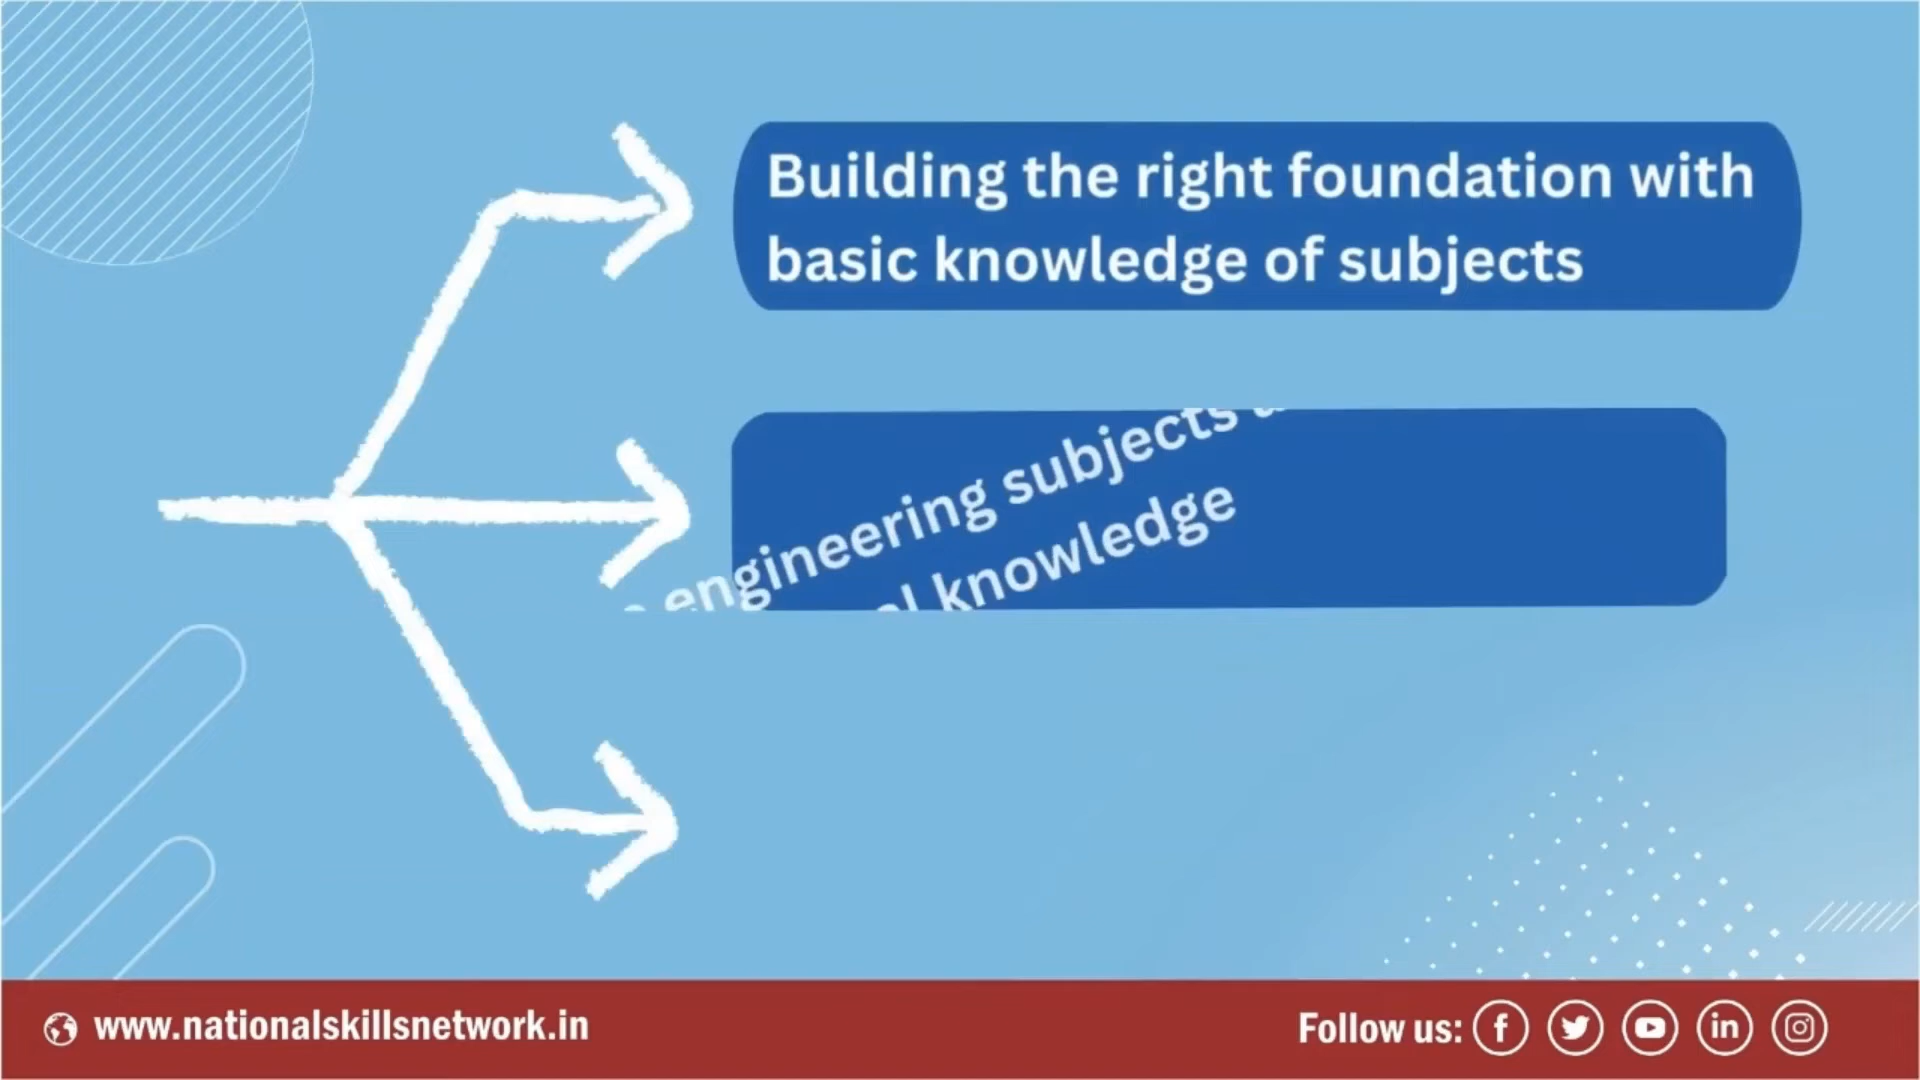 Building the right foundation with
basic knowledge of subjects
engineering subjects
knowledge
www.nationalskillsnetwork.in
Follow us: